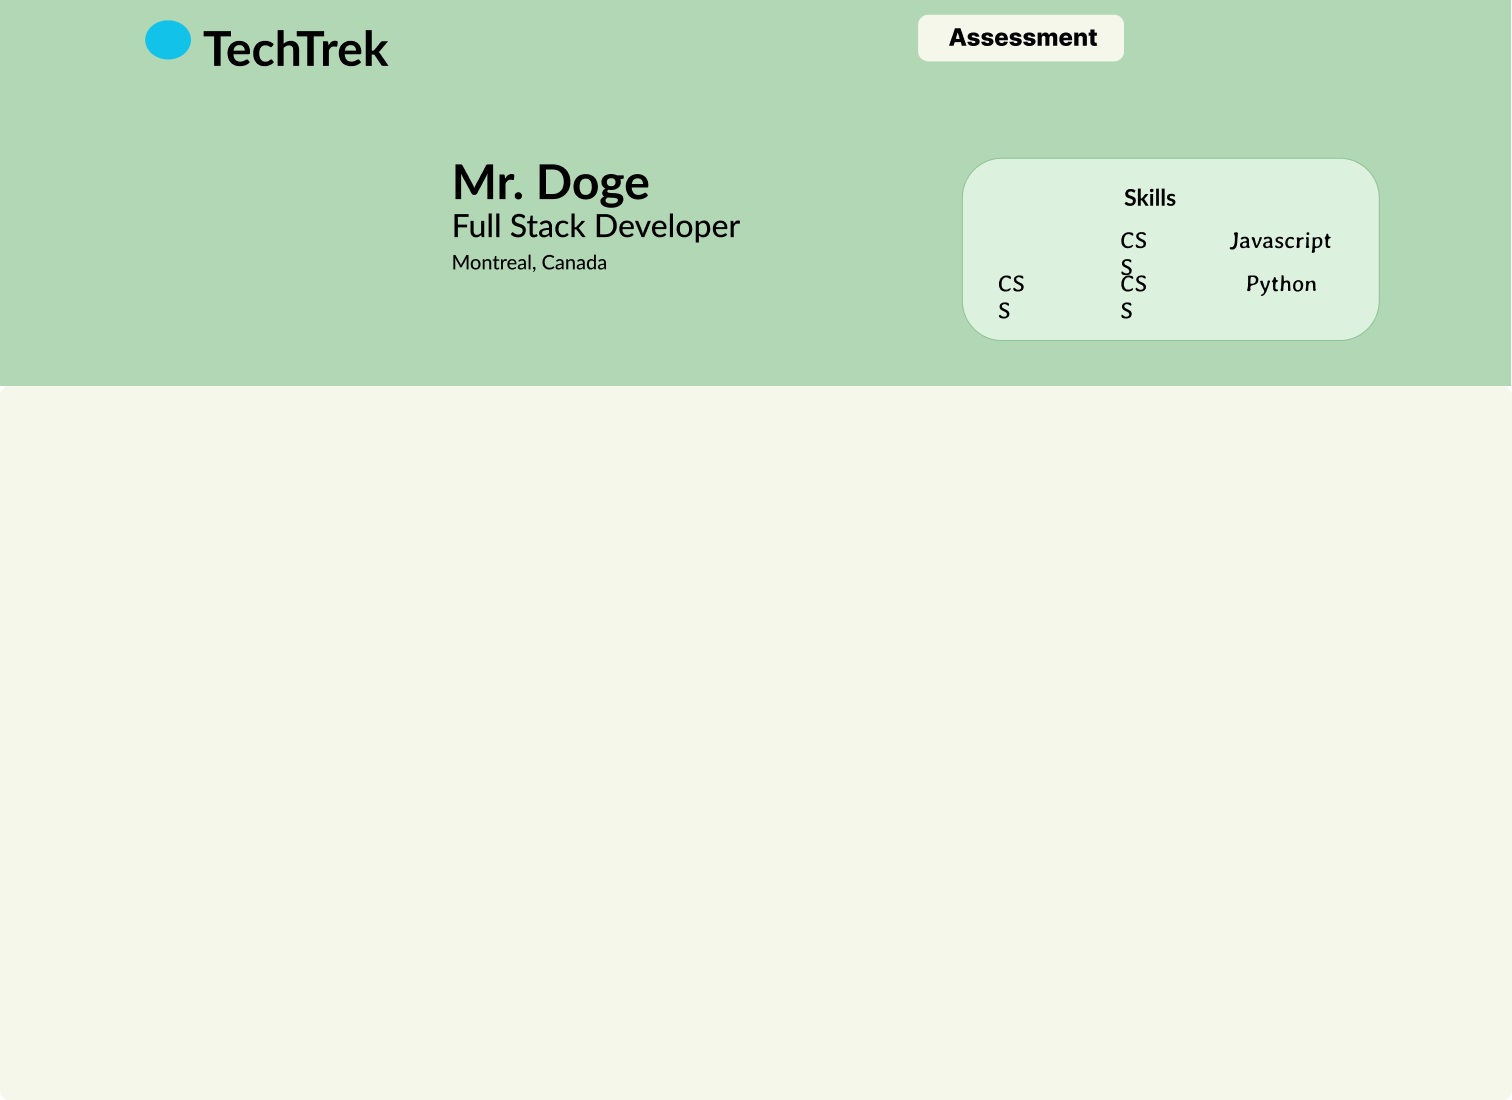 TechTrek
Assessment
Mr. Doge
Full Stack Developer
Montreal, Canada
Skills
CS
S
Javascript
CS
S
CS
S
Python